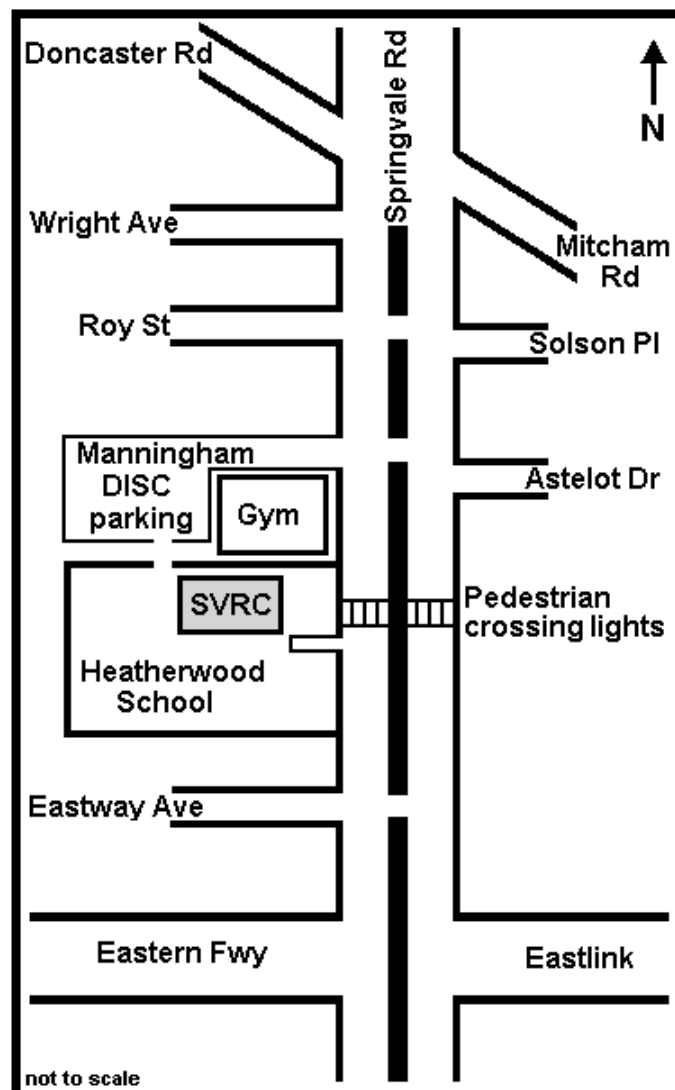 Doncaster Rd
Springvale Rd
N
Wright Ave
Mitcham
Rd
Roy St
Solson Pl
Manningham
DISC
parking
Astelot Dr
Gym
SVRC
Pedestrian
crossing lights
Heatherwood
School
Eastway Ave
Eastern Fwy
Eastlink
not to scale